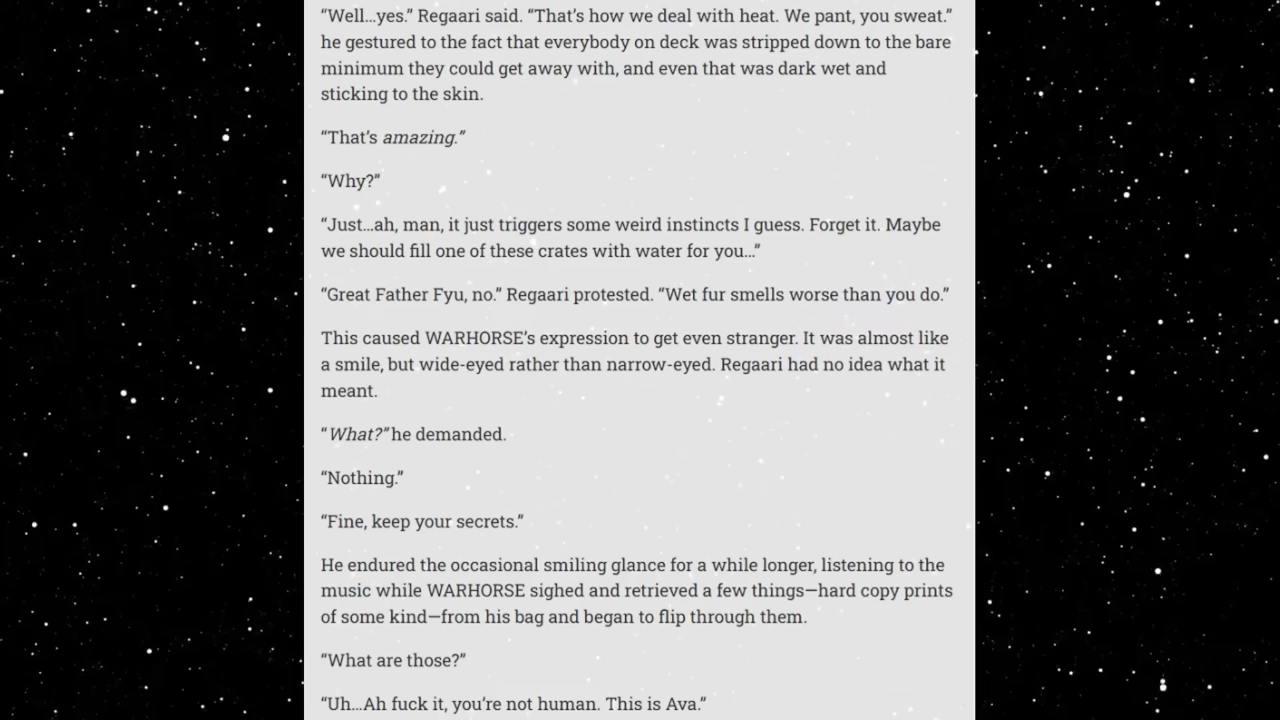 “Well…yes.” Regaari said. “That’s how we deal with heat. We pant, you sweat.”
he gestured to the fact that everybody on deck was stripped down to the bare
minimum they could get away with, and even that was dark wet and
sticking to the skin.
“That’s amazing.”
“Why?”
“Just…ah, man, it just triggers some weird instincts I guess. Forget it. Maybe
we should fill one of these crates with water for you…”
“Great Father Fyu, no.” Regaari protested. “Wet fur smells worse than you do.”
This caused WARHORSE’s expression to get even stranger. It was almost like
a smile, but wide-eyed rather than narrow-eyed. Regaari had no idea what it
meant.
“What?” he demanded.
“Nothing.”
“Fine, keep your secrets.”
He endured the occasional smiling glance for a while longer, listening to the
music while WARHORSE sighed and retrieved a few things—hard copy prints
of some kind—from his bag and began to flip through them.
“What are those?”
“Uh…Ah fuck it, you’re not human. This is Ava.”